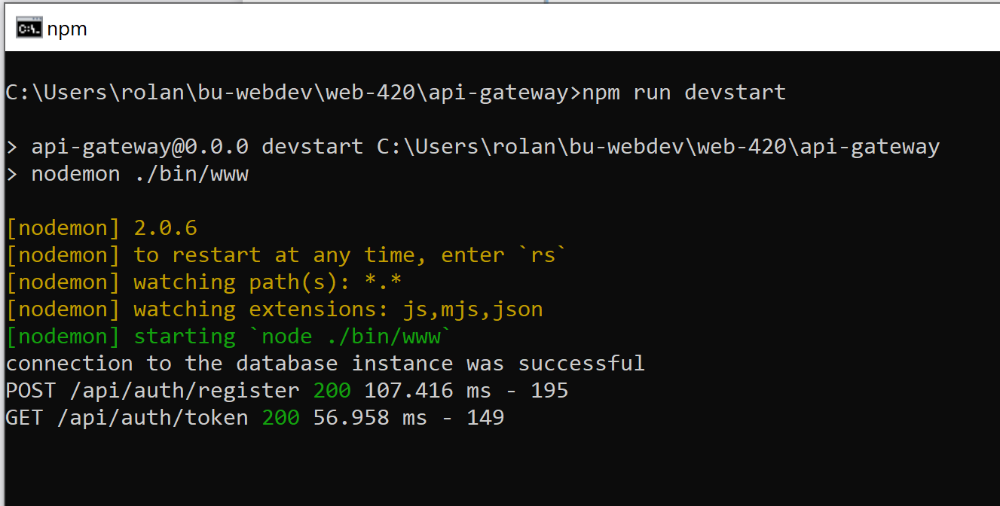 C:\. npm
C:\Users\rolan\bu-webdev\web-420\api-gateway>npm run devstart
> api-gateway@0.0.0 devstart C:\Users\rolan\bu-webdev\web-420\api-gateway
> nodemon ./bin/www
[nodemon] 2.0.6
[nodemon] to restart at any time, enter `rs`
[nodemon] watching path(s): *.*
[nodemon] watching extensions: js,mjs,json
[nodemon] starting `node ./bin/www`
connection to the database instance was successful
POST /api/auth/register 200 107.416 ms - 195
GET /api/auth/token 200 56.958 ms - 149